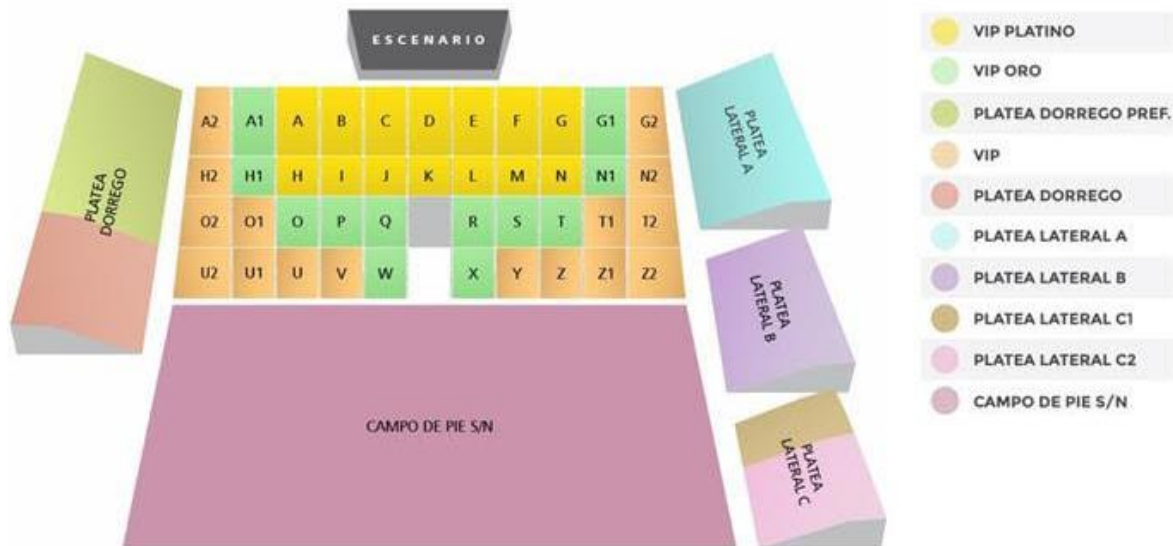 ESCENARIO
A2 A1 A B C D E F G G1 G2
H2 H1 H I J K L M N N1 N2
O2 O1 O P Q R S T T1 T2
U2 U1 U V W X Y Z Z1 Z2
PLATEA
DORREGO
PLATEA
LATERAL A
PLATEA
LATERAL B
PLATEA
LATERAL C
CAMPO DE PIE S/N
VIP PLATINO
VIP ORO
PLATEA DORREGO PREF.
VIP
PLATEA DORREGO
PLATEA LATERAL A
PLATEA LATERAL B
PLATEA LATERAL C1
PLATEA LATERAL C2
CAMPO DE PIE S/N